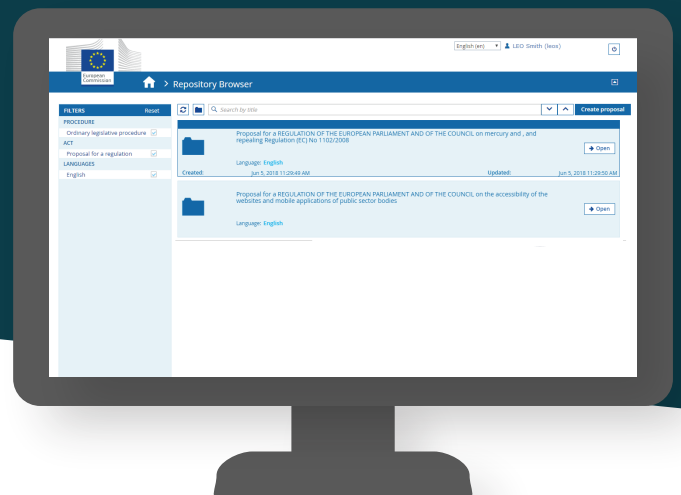 English (en)
LEO Smith (leos)
European
Commission
> Repository Browser
FILTERS Reset
Search by title
Create proposal
PROCEDURE
Ordinary legislative procedure
ACT
Proposal for a regulation
LANGUAGES
English
Proposal for a REGULATION OF THE EUROPEAN PARLIAMENT AND OF THE COUNCIL on mercury and , and
repealing Regulation (EC) No 1102/2008
Open
Language: English
Created: Jun 5, 2018 11:29:49 AM Updated: Jun 5, 2018 11:29:50 AM
Proposal for a REGULATION OF THE EUROPEAN PARLIAMENT AND OF THE COUNCIL on the accessibility of the
websites and mobile applications of public sector bodies
Open
Language: English